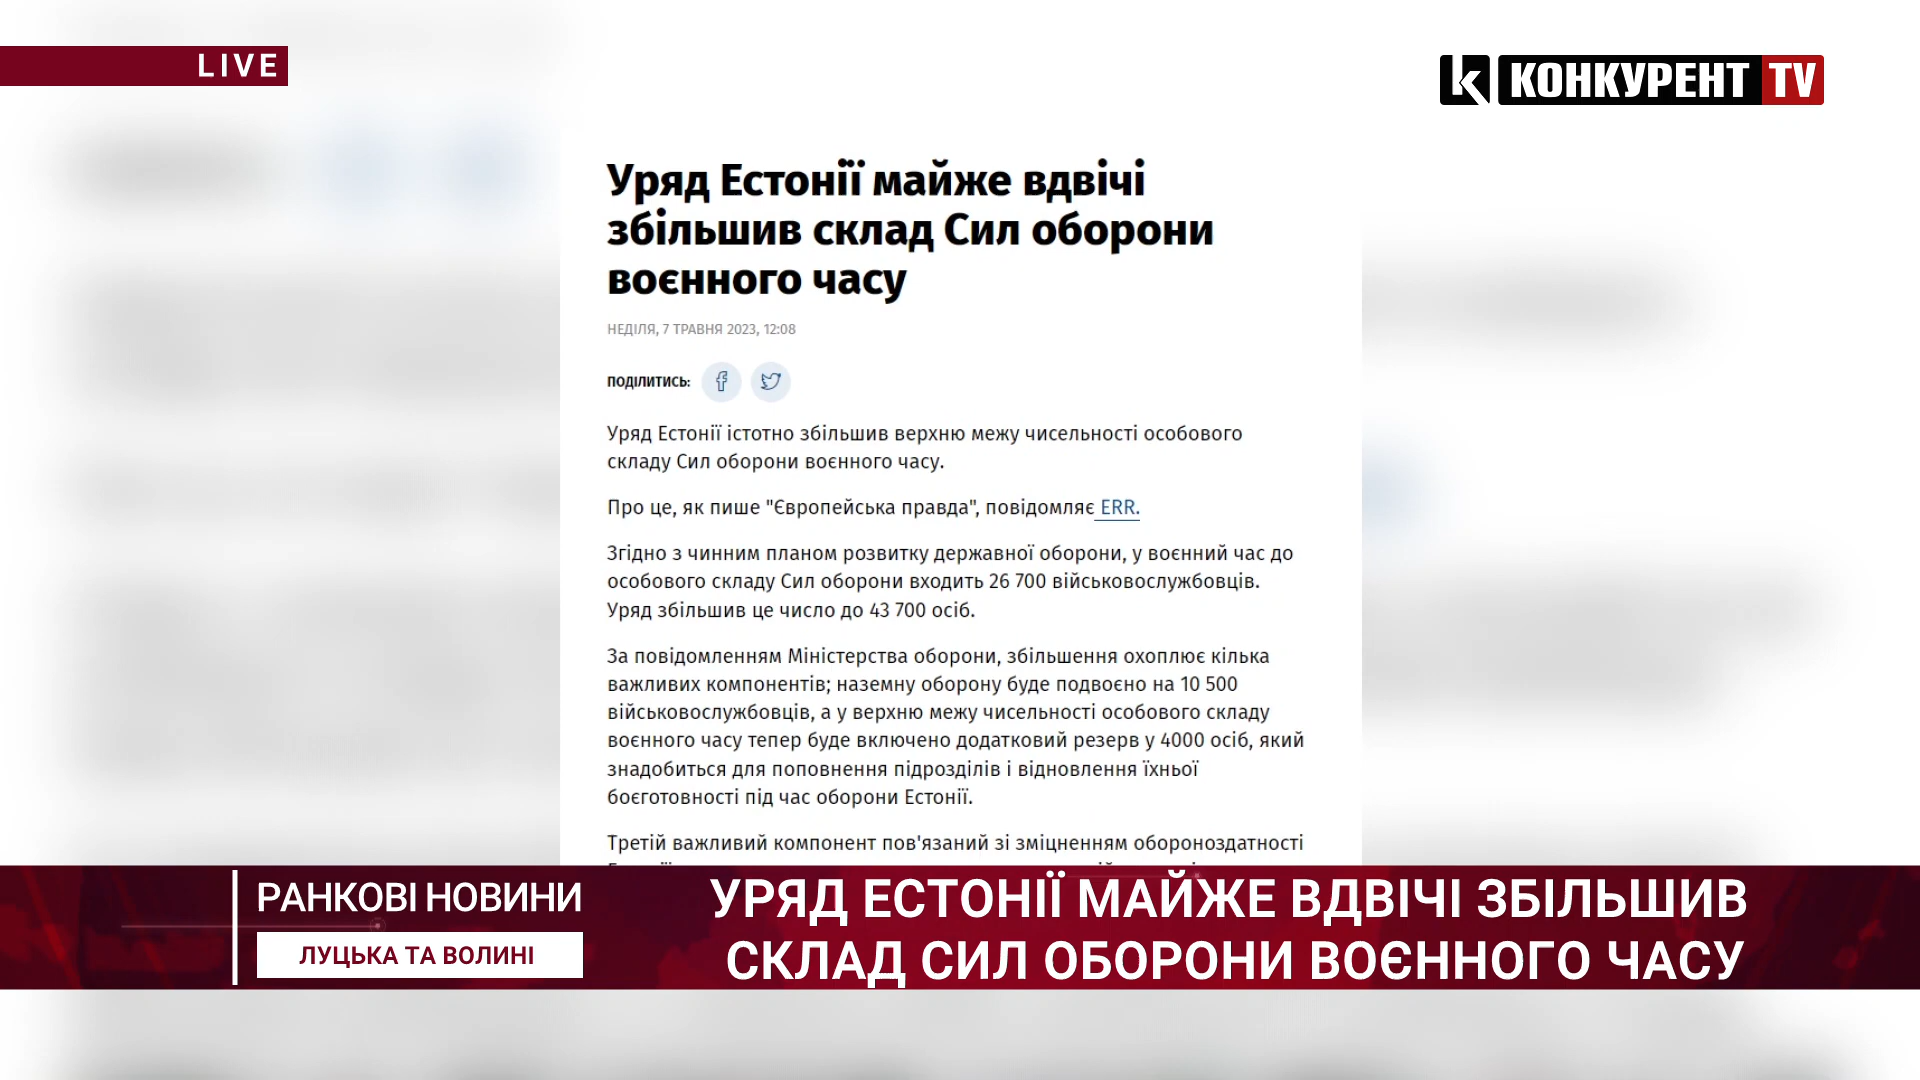 LIVE
k КОНКУРЕНТ TV
Уряд Естонії майже вдвічі
збільшив склад Сил оборони
воєнного часу
НЕДІЛЯ, 7 ТРАВНЯ 2023, 12:08
ПОДІЛИТИСЬ:
Уряд Естонії істотно збільшив верхню межу чисельності особового
складу Сил оборони воєнного часу.
Про це, як пише "Європейська правда", повідомляє ERR.
Згідно з чинним планом розвитку державної оборони, у воєнний час до
особового складу Сил оборони входить 26 700 військовослужбовців.
Уряд збільшив це число до 43 700 осіб.
За повідомленням Міністерства оборони, збільшення охоплює кілька
важливих компонентів; наземну оборону буде подвоєно на 10 500
військовослужбовців, а у верхню межу чисельності особового складу
воєнного часу тепер буде включено додатковий резерв у 4000 осіб, який
знадобиться для поповнення підрозділів і відновлення їхньої
боєготовності під час оборони Естонії.
Третій важливий компонент пов'язаний зі зміцненням обороноздатності
РАНКОВІ НОВИНИ
ЛУЦЬКА ТА ВОЛИНІ
УРЯД ЕСТОНІЇ МАЙЖЕ ВДВІЧІ ЗБІЛЬШИВ
СКЛАД СИЛ ОБОРОНИ ВОЄННОГО ЧАСУ